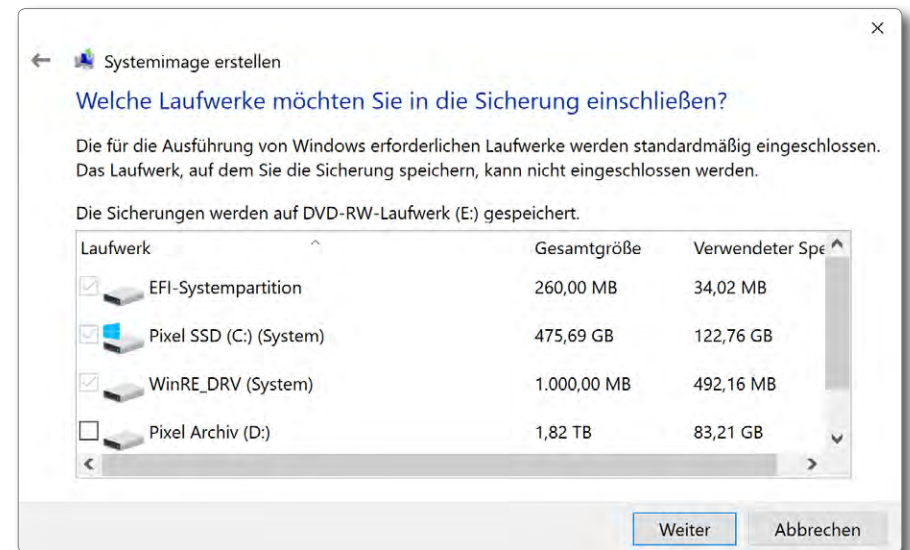 Systemimage erstellen
Welche Laufwerke möchten Sie in die Sicherung einschließen?
Die für die Ausführung von Windows erforderlichen Laufwerke werden standardmäßig eingeschlossen.
Das Laufwerk, auf dem Sie die Sicherung speichern, kann nicht eingeschlossen werden.
Die Sicherungen werden auf DVD-RW-Laufwerk (E:) gespeichert.
Laufwerk Gesamtgröße Verwendeter Spe
EFI-Systempartition 260,00 MB 34,02 MB
Pixel SSD (C:) (System) 475,69 GB 122,76 GB
WinRE_DRV (System) 1.000,00 MB 492,16 MB
Pixel Archiv (D:) 1,82 TB 83,21 GB
Weiter Abbrechen